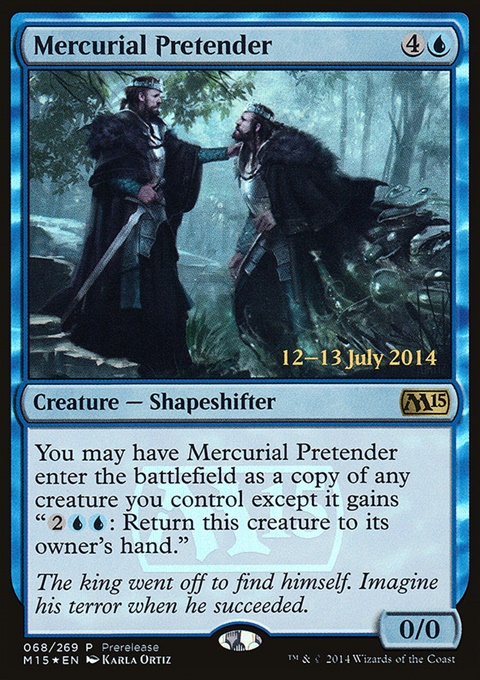 Mercurial Pretender 4
12–13 July 2014
Creature — Shapeshifter M15
You may have Mercurial Pretender
enter the battlefield as a copy of any
creature you control except it gains
“2: Return this creature to its
owner’s hand.”
The king went off to find himself. Imagine
his terror when he succeeded.
0/0
068/269 P Prerelease
M15★EN Karla Ortiz
™ & © 2014 Wizards of the Coast